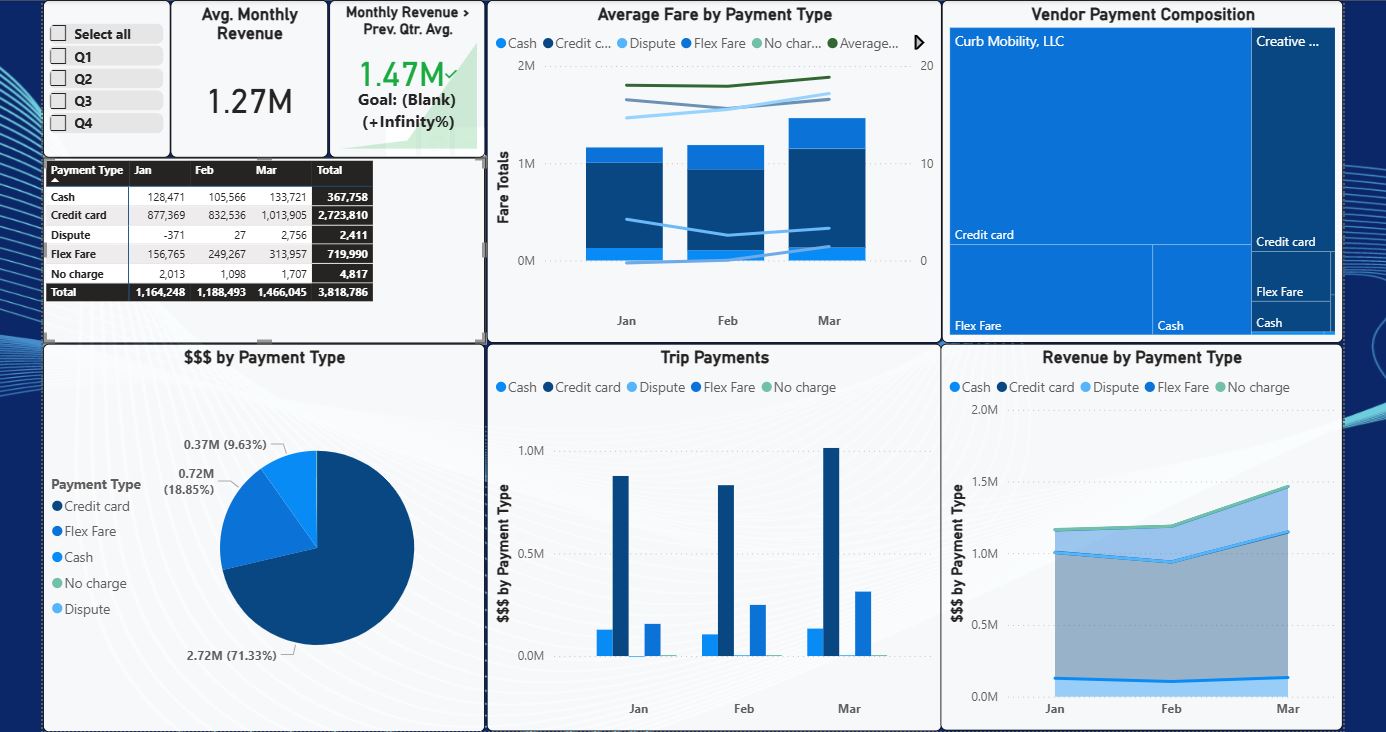 Select all
Q1
Q2
Q3
Q4
Avg. Monthly
Revenue
1.27M
Monthly Revenue >
Prev. Qtr. Avg.
1.47M
Goal: (Blank)
(+Infinity%)
Payment Type Jan Feb Mar Total
Cash 128,471 105,566 133,721 367,758
Credit card 877,369 832,536 1,013,905 2,723,810
Dispute -371 27 2,756 2,411
Flex Fare 156,765 249,267 313,957 719,990
No charge 2,013 1,098 1,707 4,817
Total 1,164,248 1,188,493 1,466,045 3,818,786
Average Fare by Payment Type
Cash Credit c... Dispute Flex Fare No char... Average...
Fare Totals
2M 20
1M 10
0M 0
Jan Feb Mar
Vendor Payment Composition
Curb Mobility, LLC
Creative ...
Credit card
Credit card
Flex Fare
Cash
Flex Fare
Cash
$$$ by Payment Type
Payment Type
Credit card
Flex Fare
Cash
No charge
Dispute
0.37M (9.63%)
0.72M
(18.85%)
2.72M (71.33%)
Trip Payments
Cash Credit card Dispute Flex Fare No charge
$$$ by Payment Type
1.0M
0.5M
0.0M
Jan Feb Mar
Revenue by Payment Type
Cash Credit card Dispute Flex Fare No charge
$$$ by Payment Type
2.0M
1.5M
1.0M
0.5M
0.0M
Jan Feb Mar